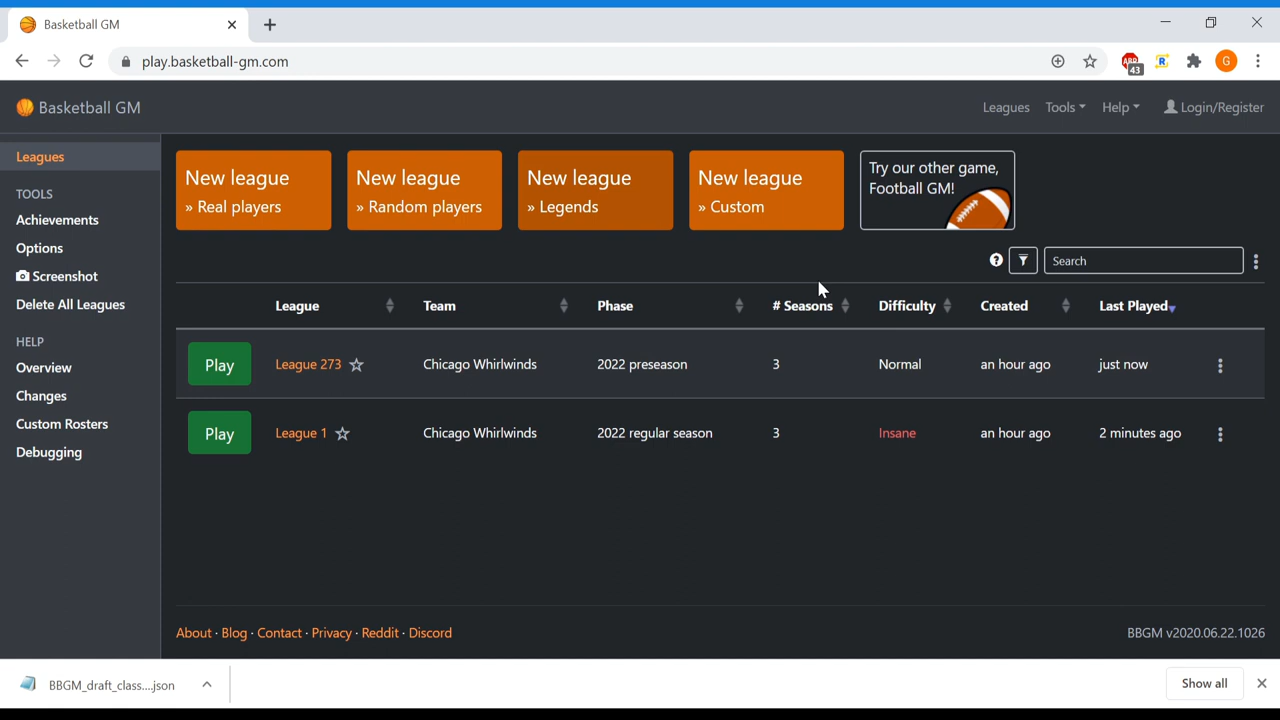 Basketball GM
play.basketball-gm.com
ABP
43
R
G
Basketball GM
Leagues Tools Help Login/Register
Leagues
TOOLS
Achievements
Options
Screenshot
Delete All Leagues
HELP
Overview
Changes
Custom Rosters
Debugging
New league
» Real players
New league
» Random players
New league
» Legends
New league
» Custom
Try our other game,
Football GM!
? Search
League Team Phase # Seasons Difficulty Created Last Played
Play League 273 Chicago Whirlwinds 2022 preseason 3 Normal an hour ago just now
Play League 1 Chicago Whirlwinds 2022 regular season 3 Insane an hour ago 2 minutes ago
About · Blog · Contact · Privacy · Reddit · Discord
BBGM v2020.06.22.1026
BBGM_draft_class....json
Show all